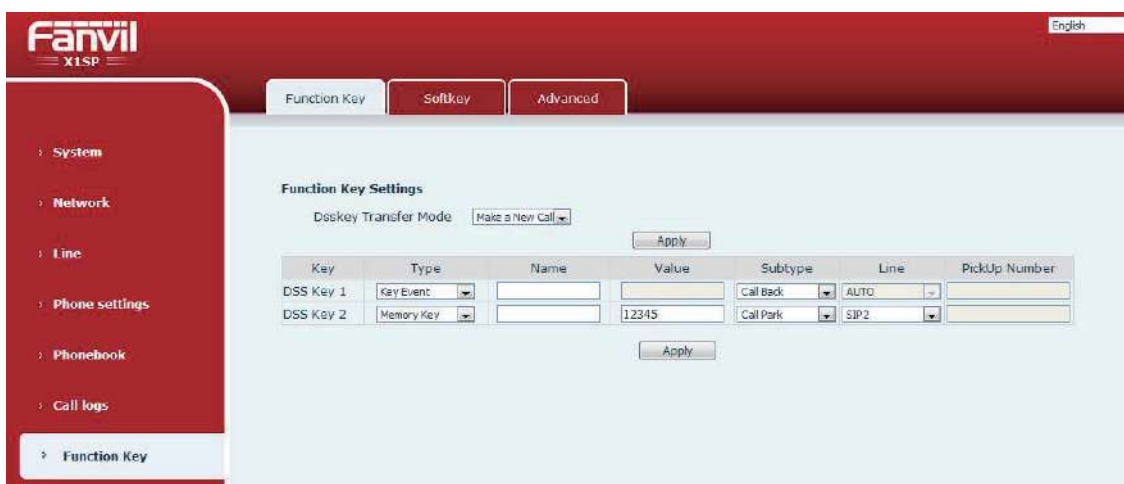 Fanvil
X1SP
English
Function Key Softkey Advanced
System
Network
Line
Phone settings
Phonebook
Call logs
Function Key
Function Key Settings
Dsskey Transfer Mode Make a New Call
Apply
Key Type Name Value Subtype Line PickUp Number
DSS Key 1 Key Event Call Back AUTO
DSS Key 2 Memory Key 12345 Call Park SIP2
Apply